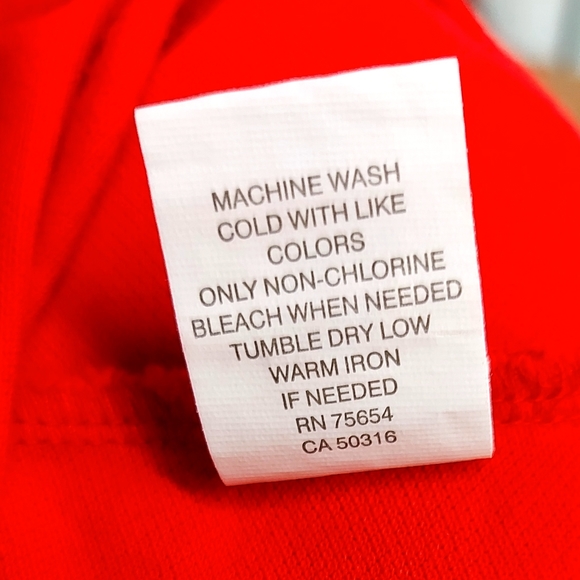 MACHINE WASH
COLD WITH LIKE
COLORS
ONLY NON-CHLORINE
BLEACH WHEN NEEDED
TUMBLE DRY LOW
WARM IRON
IF NEEDED
RN 75654
CA 50316